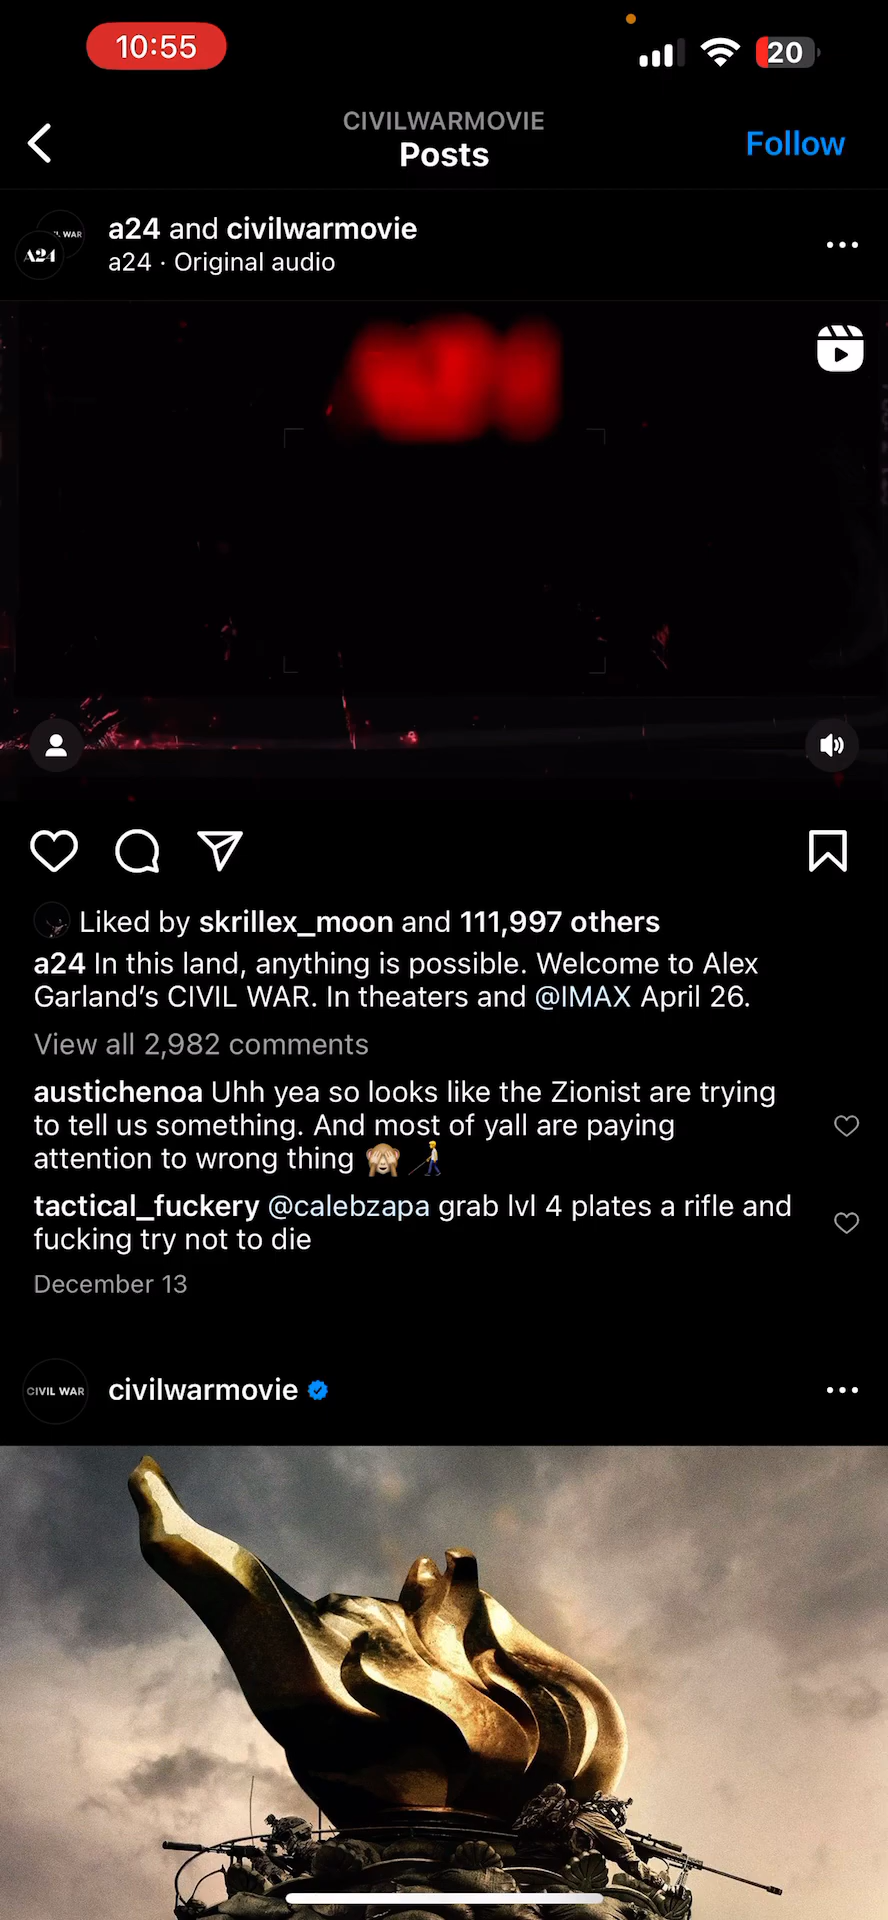 10:55
20
CIVILWARMOVIE
Posts
Follow
A24
WAR
a24 and civilwarmovie
a24 · Original audio
Liked by skrillex_moon and 111,997 others
a24 In this land, anything is possible. Welcome to Alex
Garland's CIVIL WAR. In theaters and @IMAX April 26.
View all 2,982 comments
austichenoa Uhh yea so looks like the Zionist are trying
to tell us something. And most of yall are paying
attention to wrong thing 🙈 👨‍🦯
tactical_fuckery @calebzapa grab lvl 4 plates a rifle and
fucking try not to die
December 13
CIVIL WAR
civilwarmovie